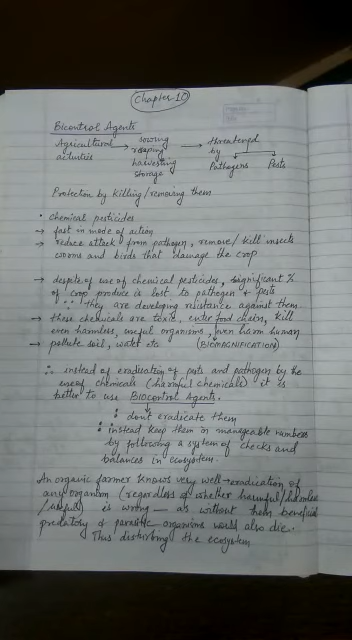 Chapter-10
Biocontrol Agents
Agricultural activities → sowing reaping harvesting storage → threatened by
Pathogens Pests
Protection by killing/removing them
• Chemical pesticides
→ fast in mode of action
→ reduce attack from pathogen, remove/kill insects
worms and birds that damage the crop
→ despite of use of chemical pesticides, significant %
of crop produce is lost to pathogen & pests
∵ they are developing resistance against them
→ these chemicals are toxic, enter food chain, kill
even harmless, useful organisms, even harm human
→ pollute soil, water etc (BIOMAGNIFICATION)
∴ instead of eradication of pests and pathogen by the
use of chemicals (harmful chemicals) it is
better to use Biocontrol Agents.
• don't eradicate them
• instead keep them in manageable numbers
by following a system of checks and
balances in ecosystem.
An organic farmer knows very well-eradication of
any organism (regardless of whether harmful/harmless
/useful) is wrong — as without them beneficial
predatory & parasitic organisms would also die.
Thus disturbing the ecosystem